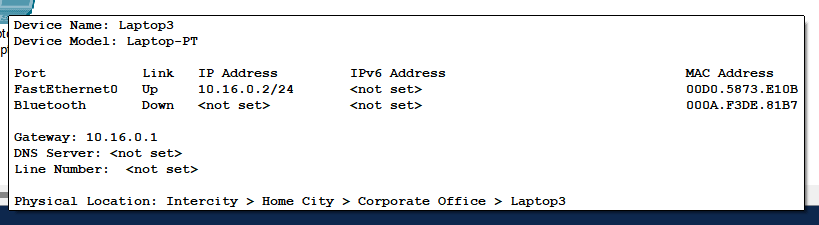 Device Name: Laptop3
Device Model: Laptop-PT
Port Link IP Address IPv6 Address MAC Address
FastEthernet0 Up 10.16.0.2/24 <not set> 00D0.5873.E10B
Bluetooth Down <not set> <not set> 000A.F3DE.81B7
Gateway: 10.16.0.1
DNS Server: <not set>
Line Number: <not set>
Physical Location: Intercity > Home City > Corporate Office > Laptop3